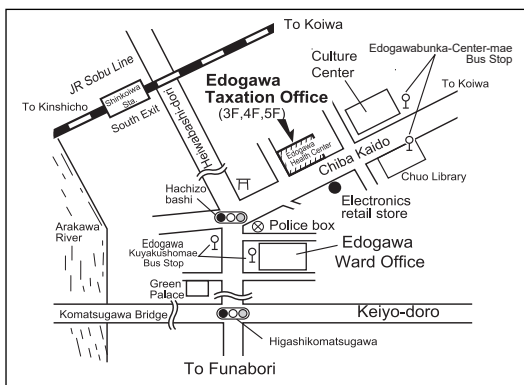 To Koiwa
JR Sobu Line
Edogawabunka-Center-mae
Bus Stop
Culture
Center
To Koiwa
Shinkoiwa
Sta.
To Kinshicho
South Exit
Heiwabashi-dori
Edogawa
Taxation Office
(3F,4F,5F)
Edogawa
Health Center
Chiba Kaido
Chuo Library
Hachizo
bashi
Electronics
retail store
Police box
Arakawa
River
Edogawa
Kuyakushomae
Bus Stop
Edogawa
Ward Office
Green
Palace
Komatsugawa Bridge
Keiyo-doro
Higashikomatsugawa
To Funabori